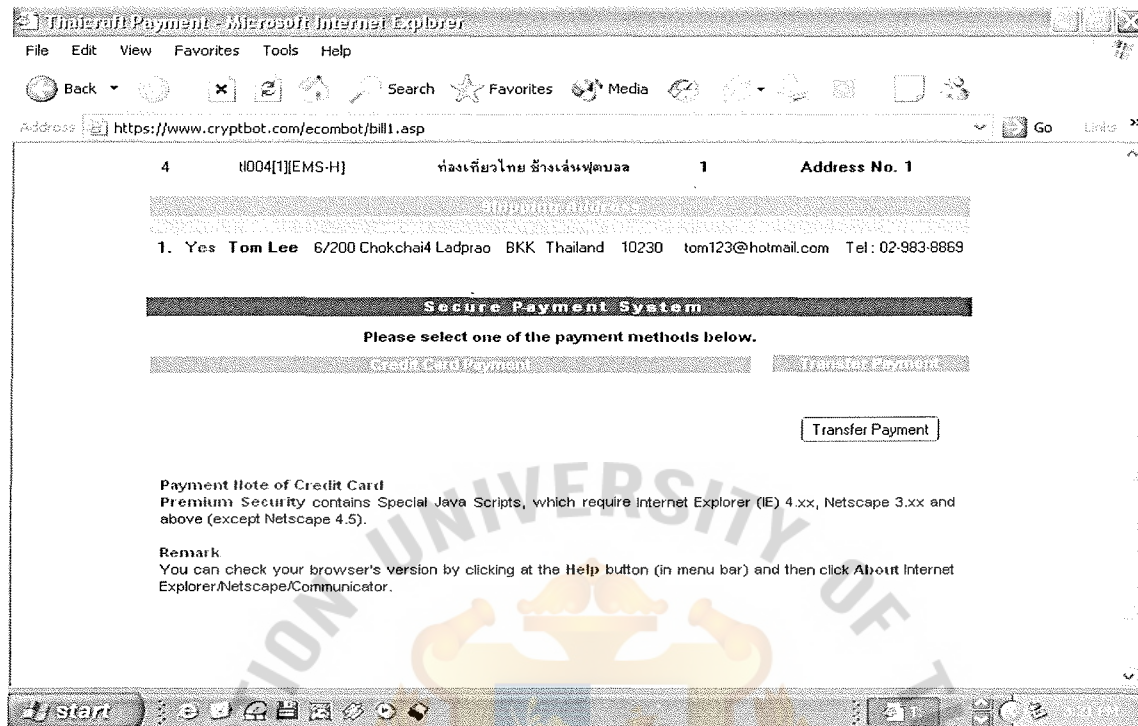 Thaicraft Payment - Microsoft Internet Explorer
File Edit View Favorites Tools Help
Back Search Favorites Media
Address https://www.cryptbot.com/ecombot/bill1.asp Go Links »
4 tl004[1][EMS-H] ท่องเที่ยวไทย ช้างเล่นฟุตบอล 1 Address No. 1
Shipping Address
1. Yes Tom Lee 6/200 Chokchai4 Ladprao BKK Thailand 10230 tom123@hotmail.com Tel : 02-983-8869
Secure Payment System
Please select one of the payment methods below.
Credit Card Payment Transfer Payment
Transfer Payment
Payment Note of Credit Card
Premium Security contains Special Java Scripts, which require Internet Explorer (IE) 4.xx, Netscape 3.xx and
above (except Netscape 4.5).
Remark
You can check your browser's version by clicking at the Help button (in menu bar) and then click About Internet
Explorer/Netscape/Communicator.
TION UNIVERSITY OF T
start